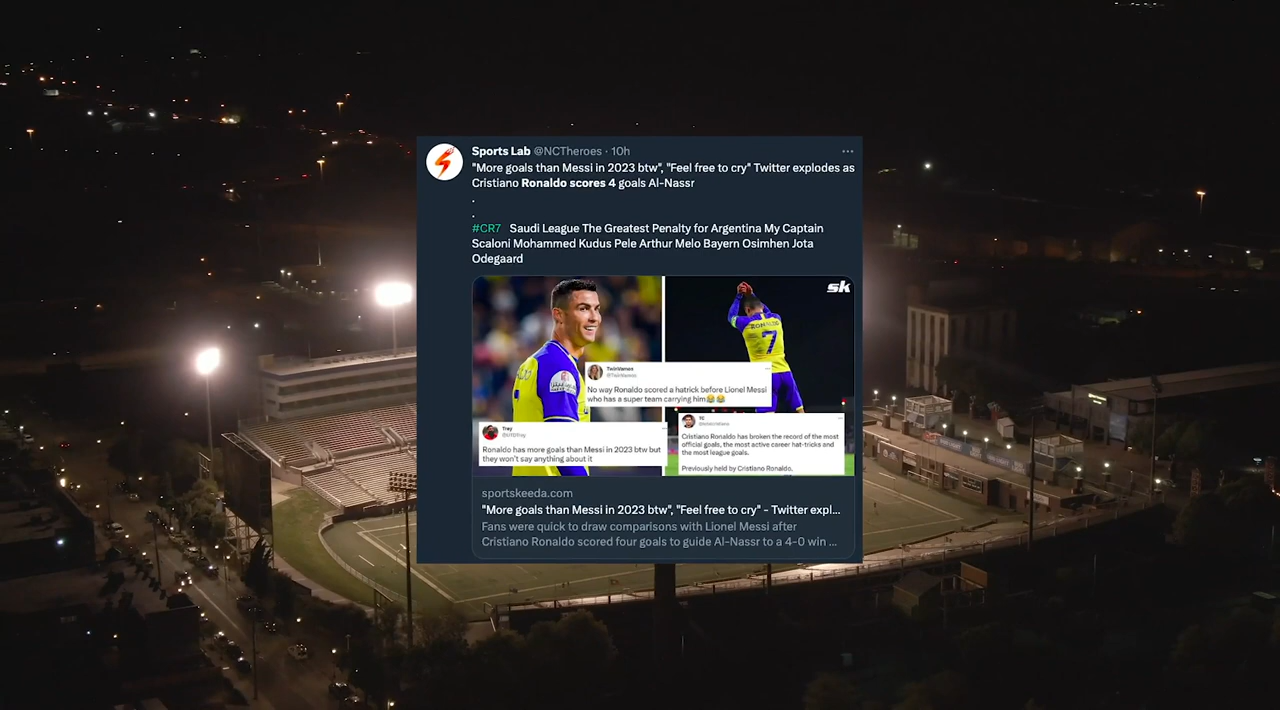 Sports Lab @NCTheroes · 10h
"More goals than Messi in 2023 btw", "Feel free to cry" Twitter explodes as
Cristiano Ronaldo scores 4 goals Al-Nassr
.
.
#CR7 Saudi League The Greatest Penalty for Argentina My Captain
Scaloni Mohammed Kudus Pele Arthur Melo Bayern Osimhen Jota
Odegaard
sk
RONALDO
7
No way Ronaldo scored a hatrick before Lionel Messi
who has a super team carrying him😂😂
Trey
Ronaldo has more goals than Messi in 2023 btw but
they won't say anything about it
TC
Cristiano Ronaldo has broken the record of the most
official goals, the most active career hat-tricks and
the most league goals.
Previously held by Cristiano Ronaldo.
sportskeeda.com
"More goals than Messi in 2023 btw", "Feel free to cry" - Twitter expl...
Fans were quick to draw comparisons with Lionel Messi after
Cristiano Ronaldo scored four goals to guide Al-Nassr to a 4-0 win ...